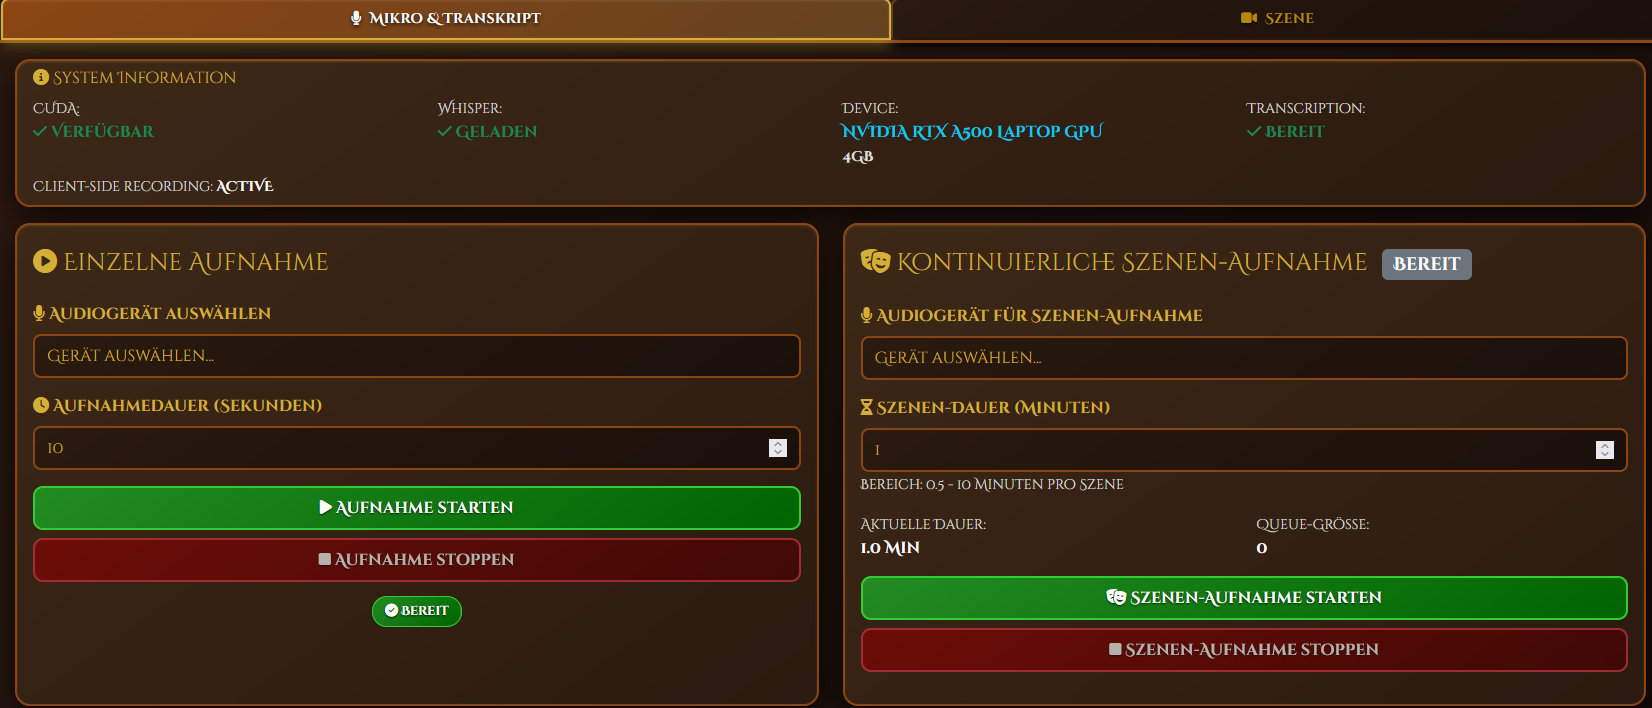 Mikro & Transkript
Szene
System Information
CUDA:
Verfügbar
Whisper:
Geladen
Device:
NVIDIA RTX A500 Laptop GPU
4GB
Transcription:
Bereit
Client-side recording: ACTIVE
Einzelne Aufnahme
Audiogerät auswählen
Gerät auswählen...
Aufnahmedauer (Sekunden)
10
Aufnahme starten
Aufnahme stoppen
Bereit
Kontinuierliche Szenen-Aufnahme
Bereit
Audiogerät für Szenen-Aufnahme
Gerät auswählen...
Szenen-Dauer (Minuten)
1
Bereich: 0.5 - 10 Minuten pro Szene
Aktuelle Dauer:
1.0 Min
Queue-Größe:
0
Szenen-Aufnahme starten
Szenen-Aufnahme stoppen